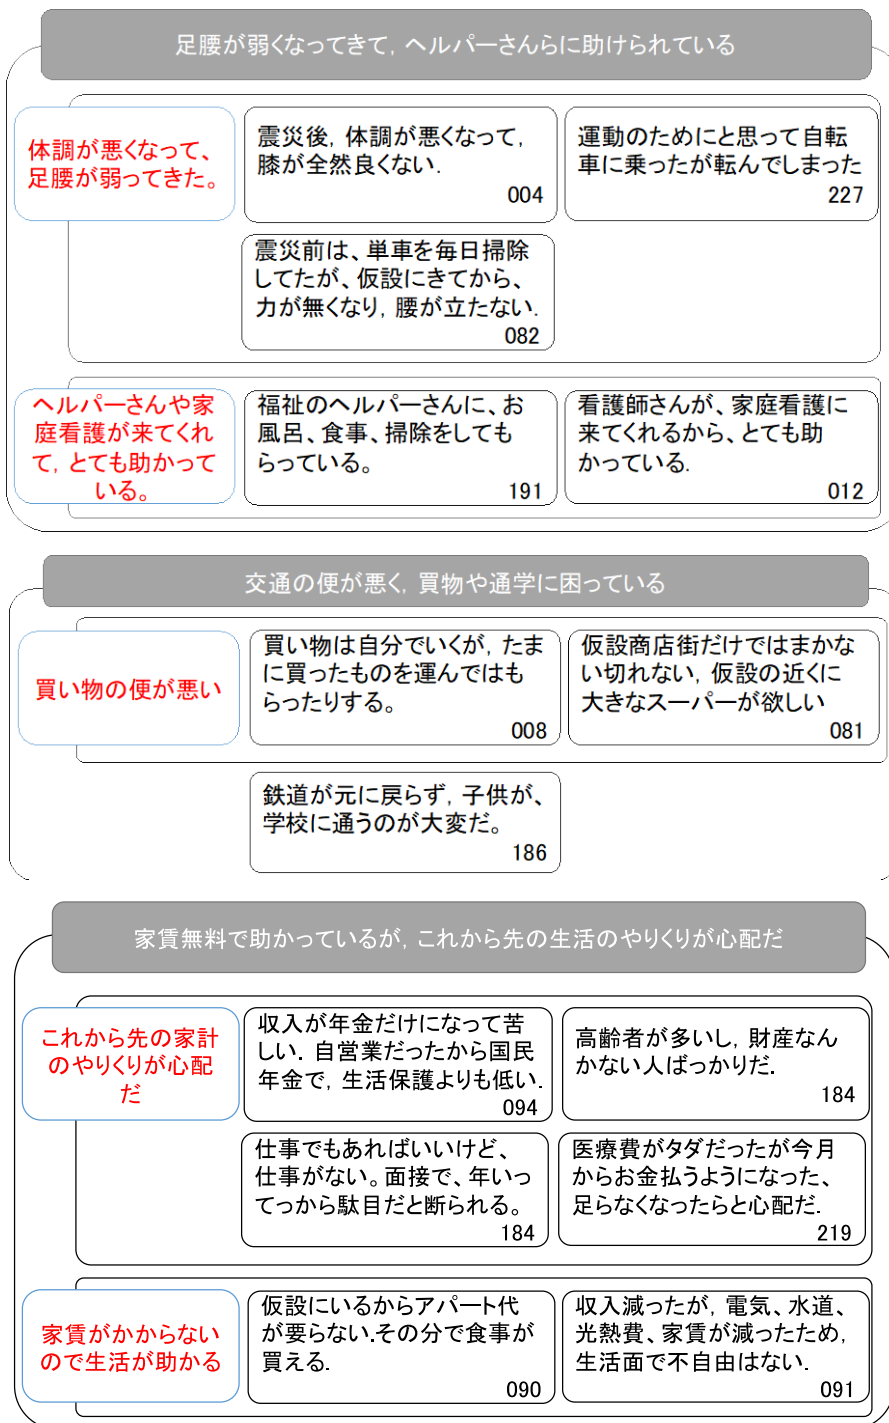 足腰が弱くなってきて, ヘルパーさんらに助けられている
体調が悪くなって、
足腰が弱ってきた。
震災後, 体調が悪くなって,
膝が全然良くない.
004
運動のためにと思って自転
車に乗ったが転んでしまった
227
震災前は、単車を毎日掃除
してたが、仮設にきてから、
力が無くなり, 腰が立たない.
082
ヘルパーさんや家
庭看護が来てくれ
て, とても助かって
いる。
福祉のヘルパーさんに、お
風呂、食事、掃除をしても
らっている。
191
看護師さんが、家庭看護に
来てくれるから、とても助
かっている.
012
交通の便が悪く, 買物や通学に困っている
買い物の便が悪い
買い物は自分でいくが, たま
に買ったものを運んではも
らったりする。
008
仮設商店街だけではまかな
い切れない, 仮設の近くに
大きなスーパーが欲しい
081
鉄道が元に戻らず, 子供が、
学校に通うのが大変だ。
186
家賃無料で助かっているが, これから先の生活のやりくりが心配だ
これから先の家計
のやりくりが心配
だ
収入が年金だけになって苦
しい. 自営業だったから国民
年金で, 生活保護よりも低い.
094
高齢者が多いし, 財産なん
かない人ばっかりだ.
184
仕事でもあればいいけど、
仕事がない。面接で、年いっ
てっから駄目だと断られる。
184
医療費がタダだったが今月
からお金払うようになった、
足らなくなったらと心配だ.
219
家賃がかからない
ので生活が助かる
仮設にいるからアパート代
が要らない.その分で食事が
買える.
090
収入減ったが, 電気、水道、
光熱費、家賃が減ったため,
生活面で不自由はない.
091